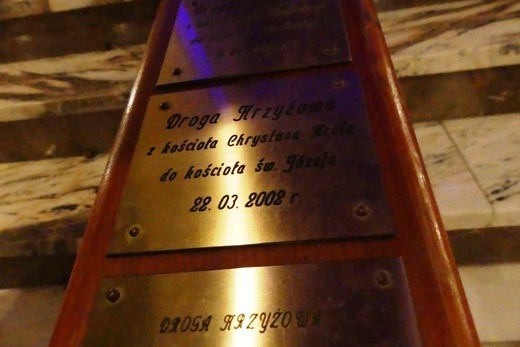 Droga Krzyżowa
z kościoła Chrystusa Króla
do kościoła św. Józefa
22. 03. 2002 r.
DROGA KRZYŻOWA